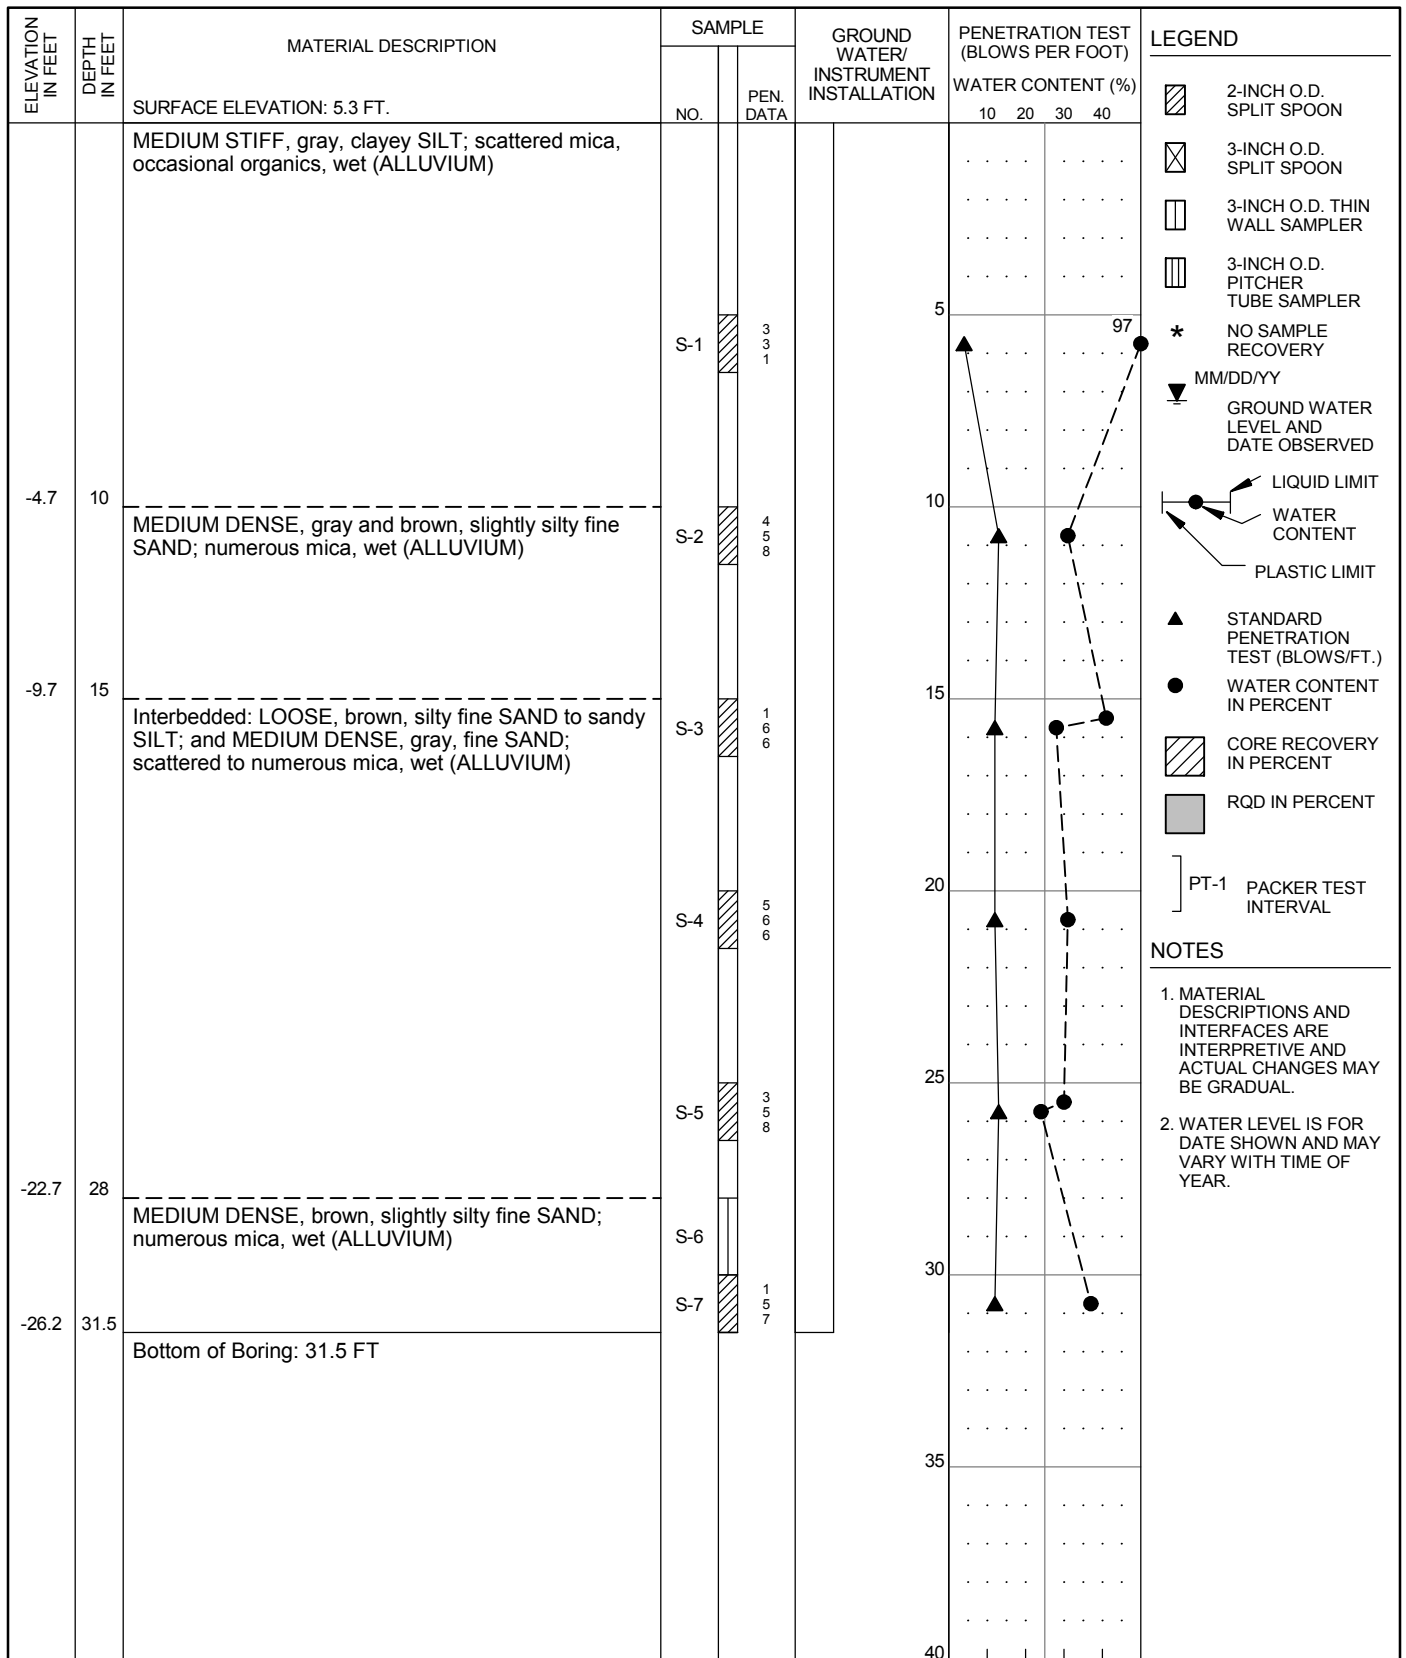 ELEVATION
IN FEET
DEPTH
IN FEET
MATERIAL DESCRIPTION
SURFACE ELEVATION: 5.3 FT.
SAMPLE
NO.
PEN.
DATA
GROUND
WATER/
INSTRUMENT
INSTALLATION
PENETRATION TEST
(BLOWS PER FOOT)
WATER CONTENT (%)
10 20 30 40
MEDIUM STIFF, gray, clayey SILT; scattered mica,
occasional organics, wet (ALLUVIUM)
5
S-1
3
3
1
97
-4.7 10
10
MEDIUM DENSE, gray and brown, slightly silty fine
SAND; numerous mica, wet (ALLUVIUM)
S-2
4
5
8
-9.7 15
15
Interbedded: LOOSE, brown, silty fine SAND to sandy
SILT; and MEDIUM DENSE, gray, fine SAND;
scattered to numerous mica, wet (ALLUVIUM)
S-3
1
6
6
20
S-4
5
6
6
25
S-5
3
5
8
-22.7 28
MEDIUM DENSE, brown, slightly silty fine SAND;
numerous mica, wet (ALLUVIUM)
S-6
30
S-7
1
5
7
-26.2 31.5
Bottom of Boring: 31.5 FT
35
40
LEGEND
2-INCH O.D.
SPLIT SPOON
3-INCH O.D.
SPLIT SPOON
3-INCH O.D. THIN
WALL SAMPLER
3-INCH O.D.
PITCHER
TUBE SAMPLER
* NO SAMPLE
RECOVERY
MM/DD/YY
GROUND WATER
LEVEL AND
DATE OBSERVED
LIQUID LIMIT
WATER
CONTENT
PLASTIC LIMIT
STANDARD
PENETRATION
TEST (BLOWS/FT.)
WATER CONTENT
IN PERCENT
CORE RECOVERY
IN PERCENT
RQD IN PERCENT
PT-1 PACKER TEST
INTERVAL
NOTES
1. MATERIAL
DESCRIPTIONS AND
INTERFACES ARE
INTERPRETIVE AND
ACTUAL CHANGES MAY
BE GRADUAL.
2. WATER LEVEL IS FOR
DATE SHOWN AND MAY
VARY WITH TIME OF
YEAR.